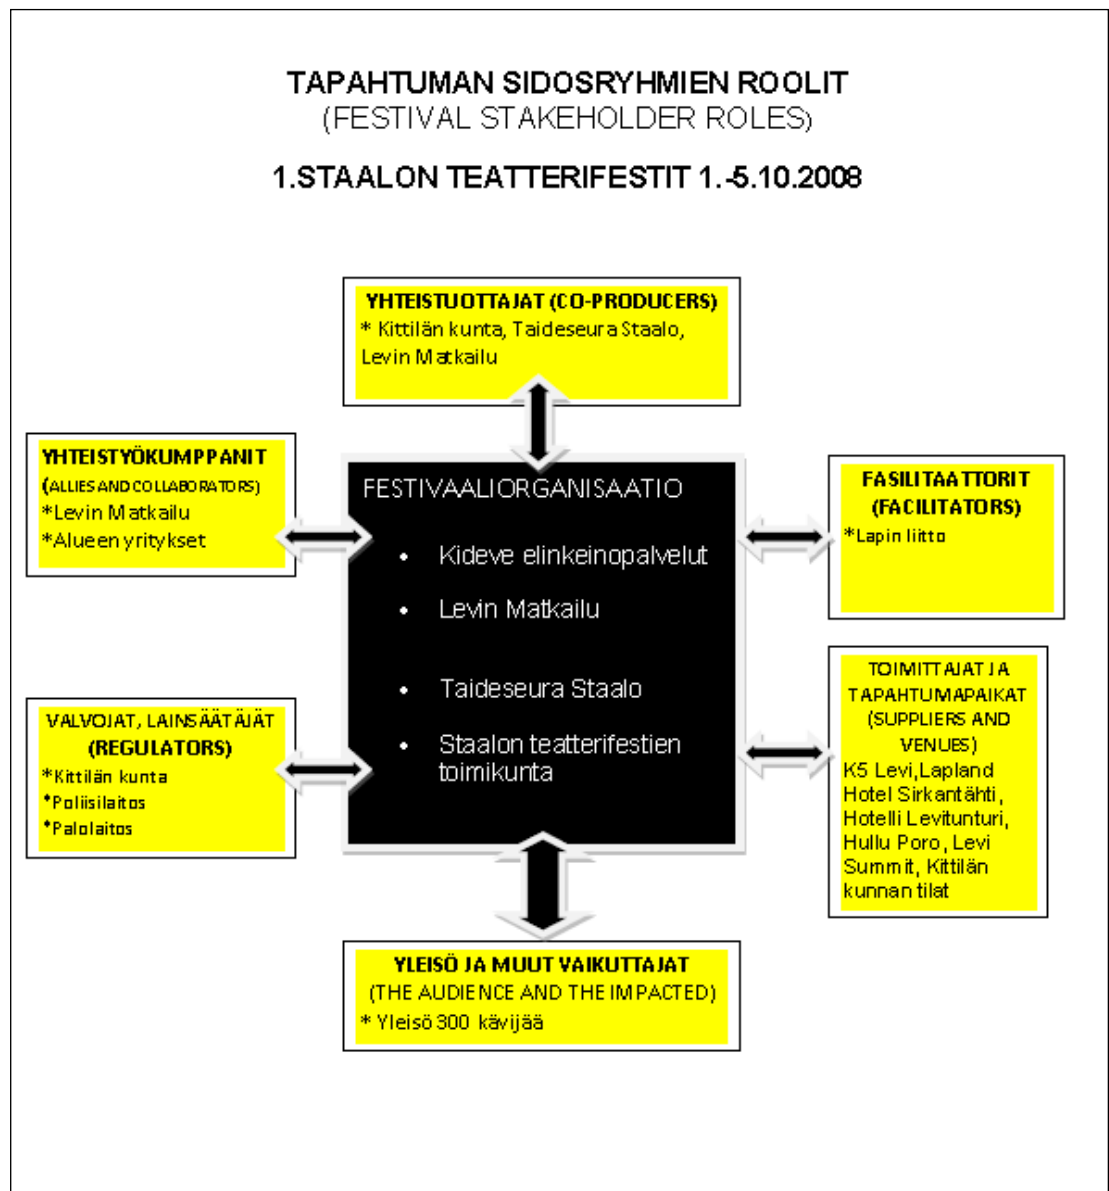 TAPAHTUMAN SIDOSRYHMIEN ROOLIT
(FESTIVAL STAKEHOLDER ROLES)
1.STAALON TEATTERIFESTIT 1.-5.10.2008
YHTEISTUOTTAJAT (CO-PRODUCERS)
* Kittilän kunta, Taideseura Staalo,
Levin Matkailu
YHTEISTYÖKUMPPANIT
(ALLIES AND COLLABORATORS)
*Levin Matkailu
*Alueen yritykset
FESTIVAALIORGANISAATIO
• Kideve elinkeinopalvelut
• Levin Matkailu
• Taideseura Staalo
• Staalon teatterifestien
toimikunta
FASILITAATTORIT
(FACILITATORS)
*Lapin liitto
VALVOJAT, LAINSÄÄTÄJÄT
(REGULATORS)
*Kittilän kunta
*Poliisilaitos
*Palolaitos
TOIMITTAJAT JA
TAPAHTUMAPAIKAT
(SUPPLIERS AND
VENUES)
K5 Levi,Lapland
Hotel Sirkantähti,
Hotelli Levitunturi,
Hullu Poro, Levi
Summit, Kittilän
kunnan tilat
YLEISÖ JA MUUT VAIKUTTAJAT
(THE AUDIENCE AND THE IMPACTED)
* Yleisö 300 kävijää